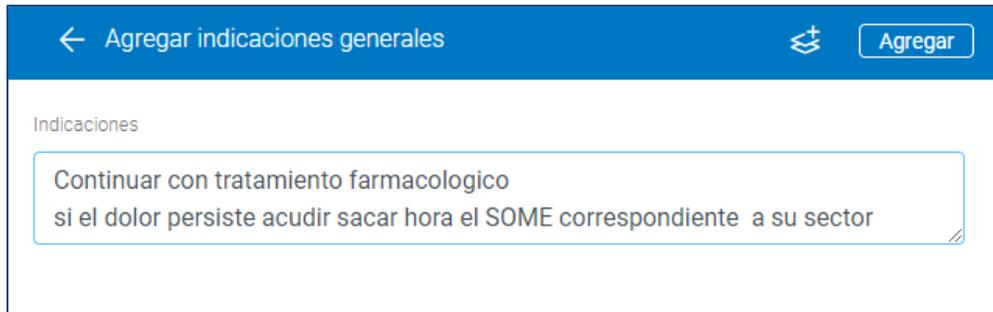 Agregar indicaciones generales
Agregar
Indicaciones
Continuar con tratamiento farmacologico
si el dolor persiste acudir sacar hora el SOME correspondiente  a su sector